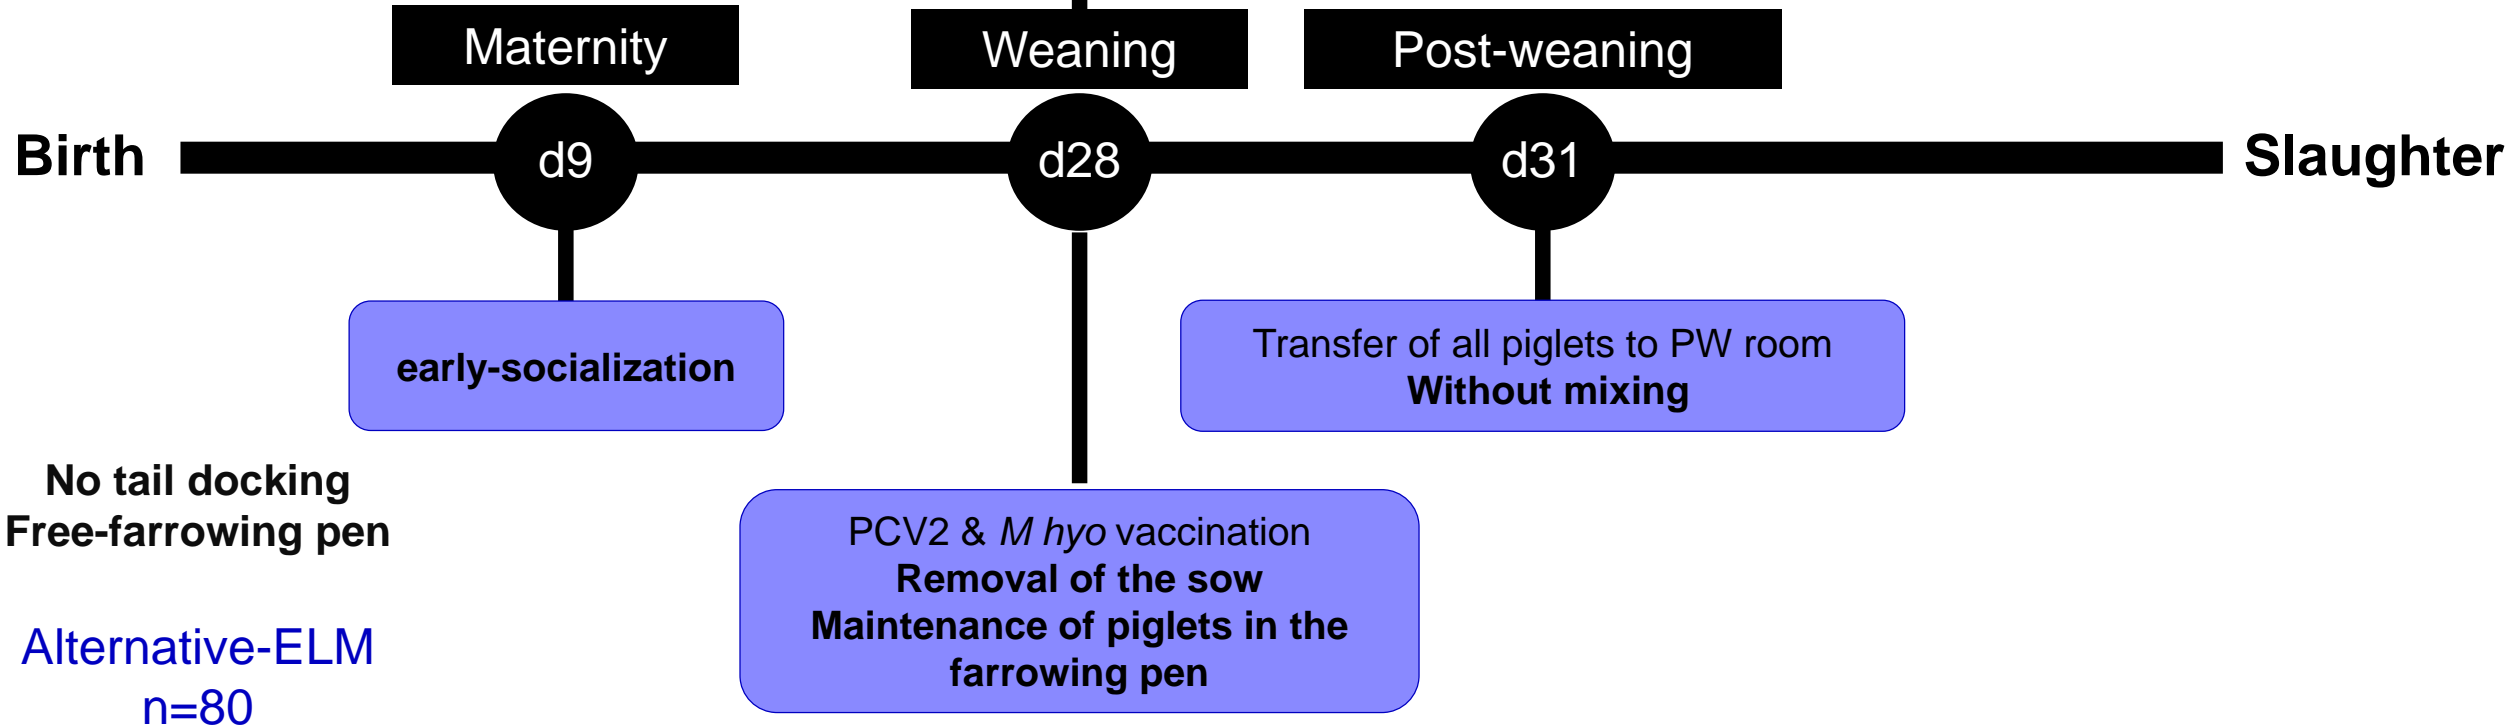 Maternity
Weaning
Post-weaning
Birth
d9
d28
d31
Slaughter
early-socialization
Transfer of all piglets to PW room
Without mixing
No tail docking
Free-farrowing pen
PCV2 & M hyo vaccination
Removal of the sow
Maintenance of piglets in the
farrowing pen
Alternative-ELM
n=80